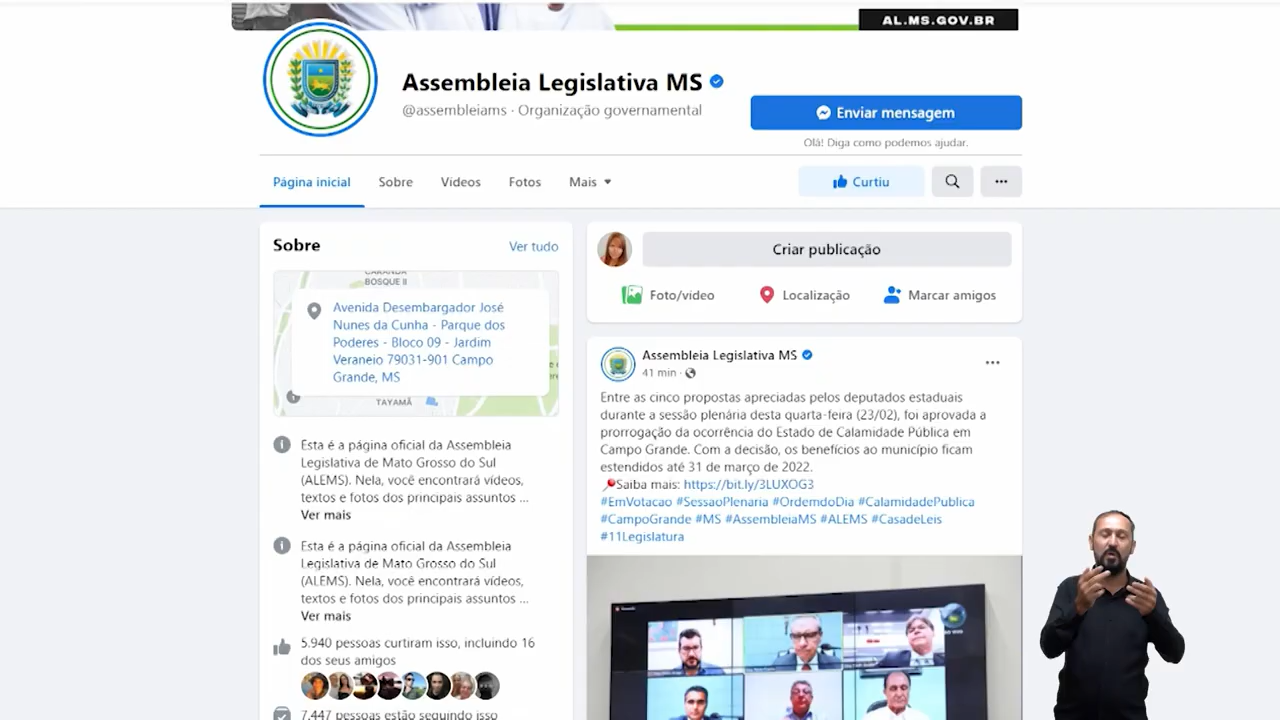 AL.MS.GOV.BR
Assembleia Legislativa MS
@assembleiams · Organização governamental
Enviar mensagem
Olá! Diga como podemos ajudar.
Página inicial
Sobre
Vídeos
Fotos
Mais
Curtiu
Sobre
Ver tudo
CARANDÁ
BOSQUE II
Avenida Desembargador José
Nunes da Cunha - Parque dos
Poderes - Bloco 09 - Jardim
Veraneio 79031-901 Campo
Grande, MS
TAYAMÃ
Esta é a página oficial da Assembleia
Legislativa de Mato Grosso do Sul
(ALEMS). Nela, você encontrará vídeos,
textos e fotos dos principais assuntos ...
Ver mais
Esta é a página oficial da Assembleia
Legislativa de Mato Grosso do Sul
(ALEMS). Nela, você encontrará vídeos,
textos e fotos dos principais assuntos ...
Ver mais
5.940 pessoas curtiram isso, incluindo 16
dos seus amigos
7.447 pessoas estão seguindo isso
Criar publicação
Foto/vídeo
Localização
Marcar amigos
Assembleia Legislativa MS
41 min ·
Entre as cinco propostas apreciadas pelos deputados estaduais
durante a sessão plenária desta quarta-feira (23/02), foi aprovada a
prorrogação da ocorrência do Estado de Calamidade Pública em
Campo Grande. Com a decisão, os benefícios ao município ficam
estendidos até 31 de março de 2022.
Saiba mais: https://bit.ly/3LUXOG3
#EmVotacao #SessaoPlenaria #OrdemdoDia #CalamidadePublica
#CampoGrande #MS #AssembleiaMS #ALEMS #CasadeLeis
#11Legislatura